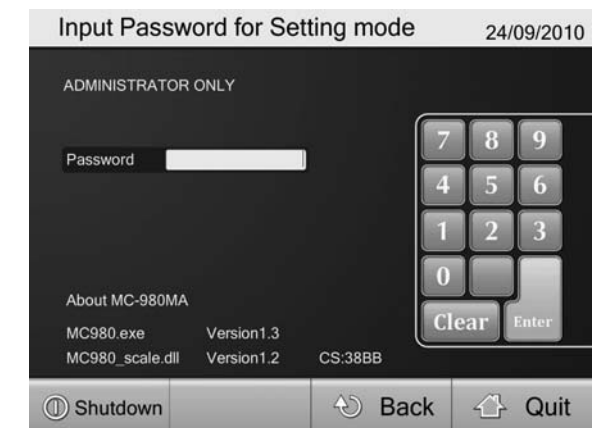 Input Password for Setting mode 24/09/2010
ADMINISTRATOR ONLY
Password
7 8 9
4 5 6
1 2 3
0
Clear Enter
About MC-980MA
MC980.exe Version1.3
MC980_scale.dll Version1.2 CS:38BB
Shutdown Back Quit